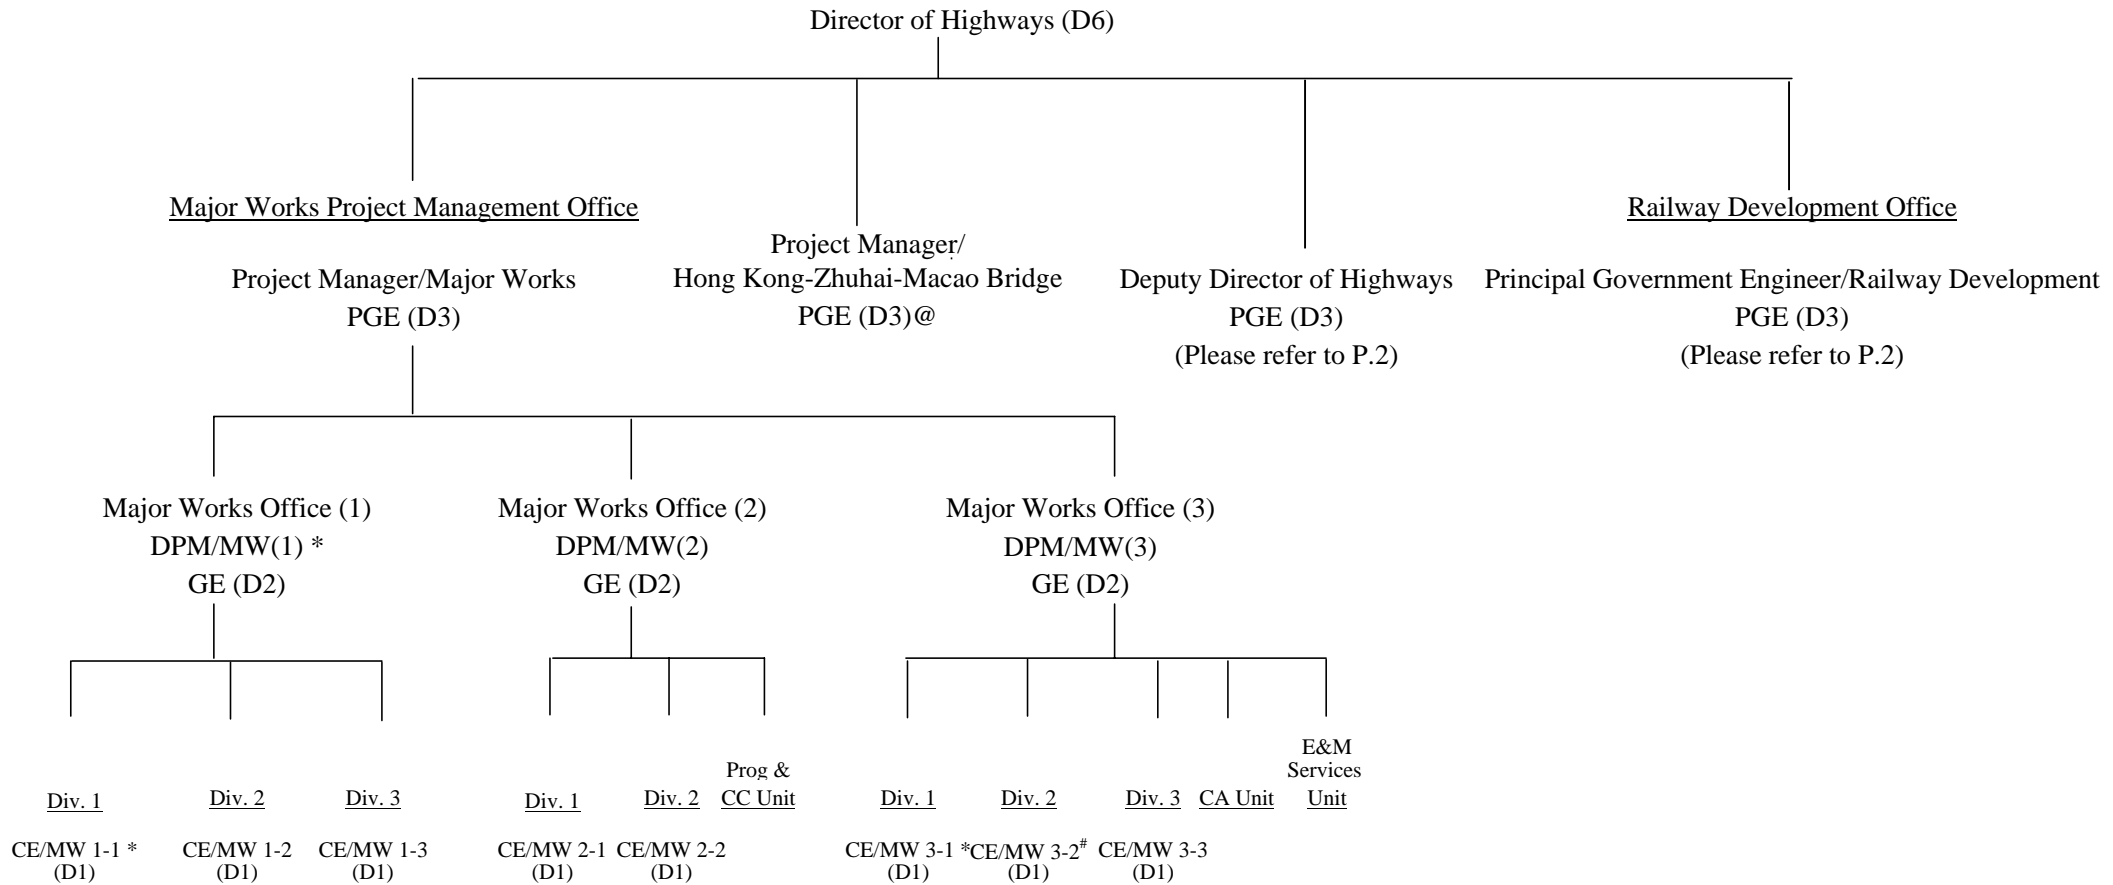 Director of Highways (D6)
Major Works Project Management Office
Project Manager/Major Works
PGE (D3)
Project Manager/
Hong Kong-Zhuhai-Macao Bridge
PGE (D3)@
Deputy Director of Highways
PGE (D3)
(Please refer to P.2)
Railway Development Office
Principal Government Engineer/Railway Development
PGE (D3)
(Please refer to P.2)
Major Works Office (1)
DPM/MW(1) *
GE (D2)
Major Works Office (2)
DPM/MW(2)
GE (D2)
Major Works Office (3)
DPM/MW(3)
GE (D2)
Div. 1
CE/MW 1-1 *
(D1)
Div. 2
CE/MW 1-2
(D1)
Div. 3
CE/MW 1-3
(D1)
Div. 1
CE/MW 2-1
(D1)
Div. 2
CE/MW 2-2
(D1)
Prog &
CC Unit
Div. 1
CE/MW 3-1 *
(D1)
Div. 2
CE/MW 3-2#
(D1)
Div. 3
CE/MW 3-3
(D1)
CA Unit
E&M
Services
Unit